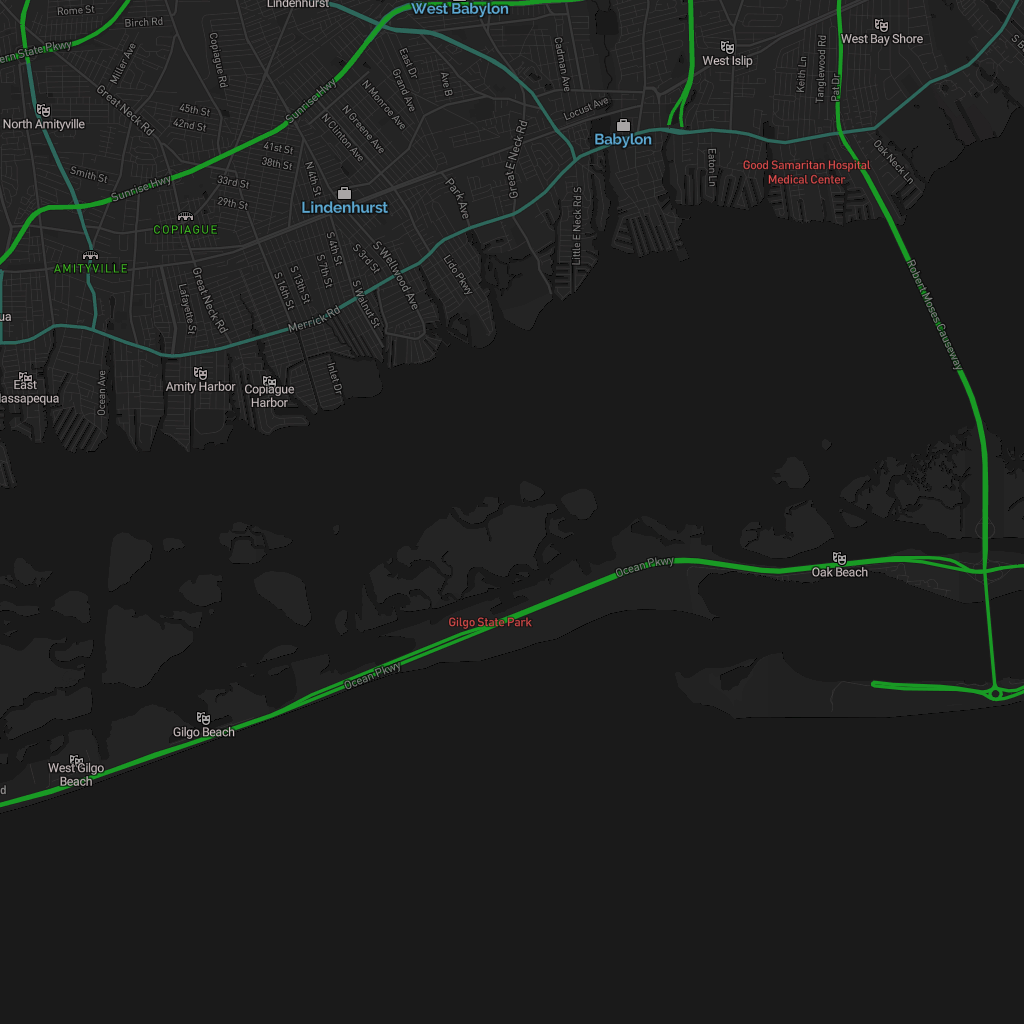 Lindenhurst
West Babylon
Rome St
Birch Rd
ern State Pkwy
Miller Ave
Copiague Rd
East Dr
Grand Ave
Ave B
Cadman Ave
West Islip
West Bay Shore
Keith Ln
Tanglewood Rd
Pat Dr
S B
Great Neck Rd
Sunrise Hwy
45th St
42nd St
North Amityville
N Monroe Ave
N Greene Ave
N Clinton Ave
Locust Ave
Babylon
41st St
38th St
Smith St
Sunrise Hwy
33rd St
29th St
N 4th St
Lindenhurst
Park Ave
Great E Neck Rd
Eaton Ln
Good Samaritan Hospital
Medical Center
Oak Neck Ln
COPIAGUE
AMITYVILLE
Little E Neck Rd S
S 4th St
S 3rd St
S 7th St
S Wellwood Ave
Lido Pkwy
S 13th St
S 16th St
Great Neck Rd
Lafayette St
S Walnut St
Merrick Rd
Robert Moses Causeway
ua
East
lassapequa
Ocean Ave
Amity Harbor
Copiague
Harbor
Inlet Dr
Ocean Pkwy
Oak Beach
Gilgo State Park
Ocean Pkwy
Gilgo Beach
West Gilgo
Beach
d